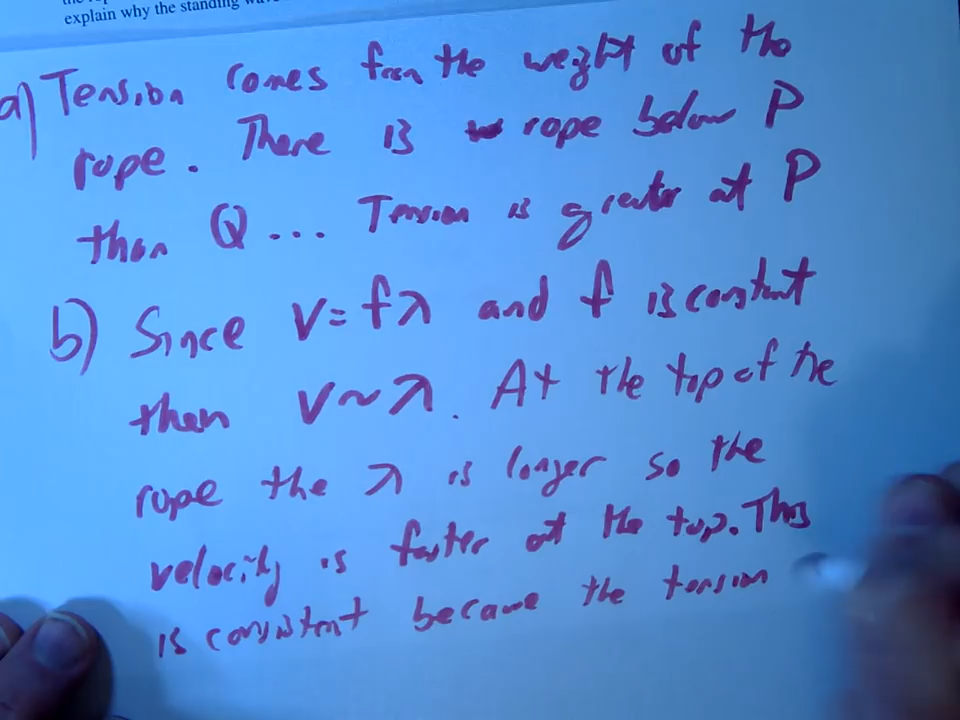 explain why the standing
a) Tension comes from the weight of the
rope. There is rope below P
than Q... Tension is greater at P
b) Since v=fλ and f is constant
then v~λ. At the top of the
rope the λ is longer so the
velocity is faster at the top. This
is consistent because the tension